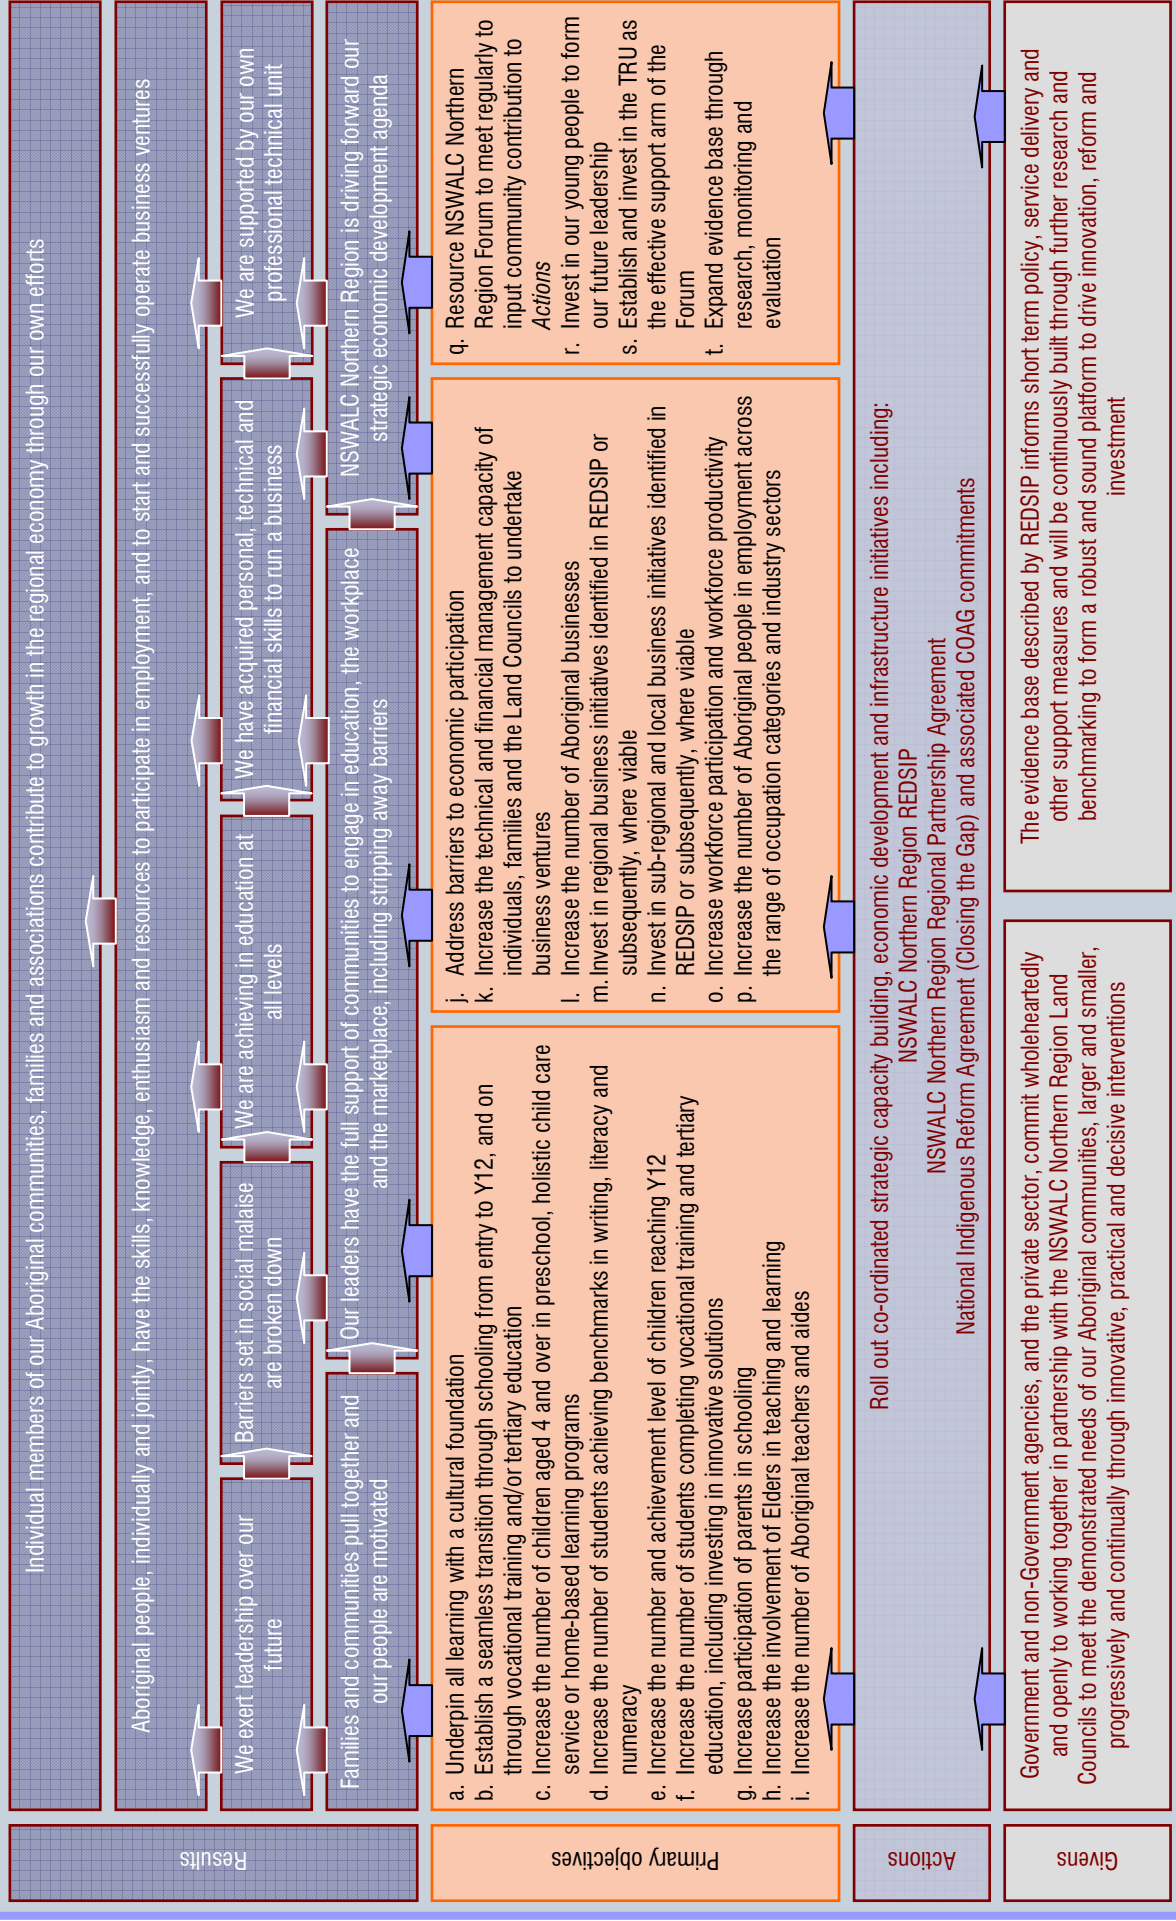 Results
Individual members of our Aboriginal communities, families and associations contribute to growth in the regional economy through our own efforts
Aboriginal people, individually and jointly, have the skills, knowledge, enthusiasm and resources to participate in employment, and to start and successfully operate business ventures
We exert leadership over our
future
Barriers set in social malaise
are broken down
We are achieving in education at
all levels
We have acquired personal, technical and
financial skills to run a business
We are supported by our own
professional technical unit
Families and communities pull together and
our people are motivated
Our leaders have the full support of communities to engage in education, the workplace
and the marketplace, including stripping away barriers
NSWALC Northern Region is driving forward our
strategic economic development agenda
Primary objectives
a. Underpin all learning with a cultural foundation
b. Establish a seamless transition through schooling from entry to Y12, and on
through vocational training and/or tertiary education
c. Increase the number of children aged 4 and over in preschool, holistic child care
service or home-based learning programs
d. Increase the number of students achieving benchmarks in writing, literacy and
numeracy
e. Increase the number and achievement level of children reaching Y12
f. Increase the number of students completing vocational training and tertiary
education, including investing in innovative solutions
g. Increase participation of parents in schooling
h. Increase the involvement of Elders in teaching and learning
i. Increase the number of Aboriginal teachers and aides
j. Address barriers to economic participation
k. Increase the technical and financial management capacity of
individuals, families and the Land Councils to undertake
business ventures
l. Increase the number of Aboriginal businesses
m. Invest in regional business initiatives identified in REDSIP or
subsequently, where viable
n. Invest in sub-regional and local business initiatives identified in
REDSIP or subsequently, where viable
o. Increase workforce participation and workforce productivity
p. Increase the number of Aboriginal people in employment across
the range of occupation categories and industry sectors
q. Resource NSWALC Northern
Region Forum to meet regularly to
input community contribution to
Actions
r. Invest in our young people to form
our future leadership
s. Establish and invest in the TRU as
the effective support arm of the
Forum
t. Expand evidence base through
research, monitoring and
evaluation
Actions
Roll out co-ordinated strategic capacity building, economic development and infrastructure initiatives including:
NSWALC Northern Region REDSIP
NSWALC Northern Region Regional Partnership Agreement
National Indigenous Reform Agreement (Closing the Gap) and associated COAG commitments
Givens
Government and non-Government agencies, and the private sector, commit wholeheartedly
and openly to working together in partnership with the NSWALC Northern Region Land
Councils to meet the demonstrated needs of our Aboriginal communities, larger and smaller,
progressively and continually through innovative, practical and decisive interventions
The evidence base described by REDSIP informs short term policy, service delivery and
other support measures and will be continuously built through further research and
benchmarking to form a robust and sound platform to drive innovation, reform and
investment